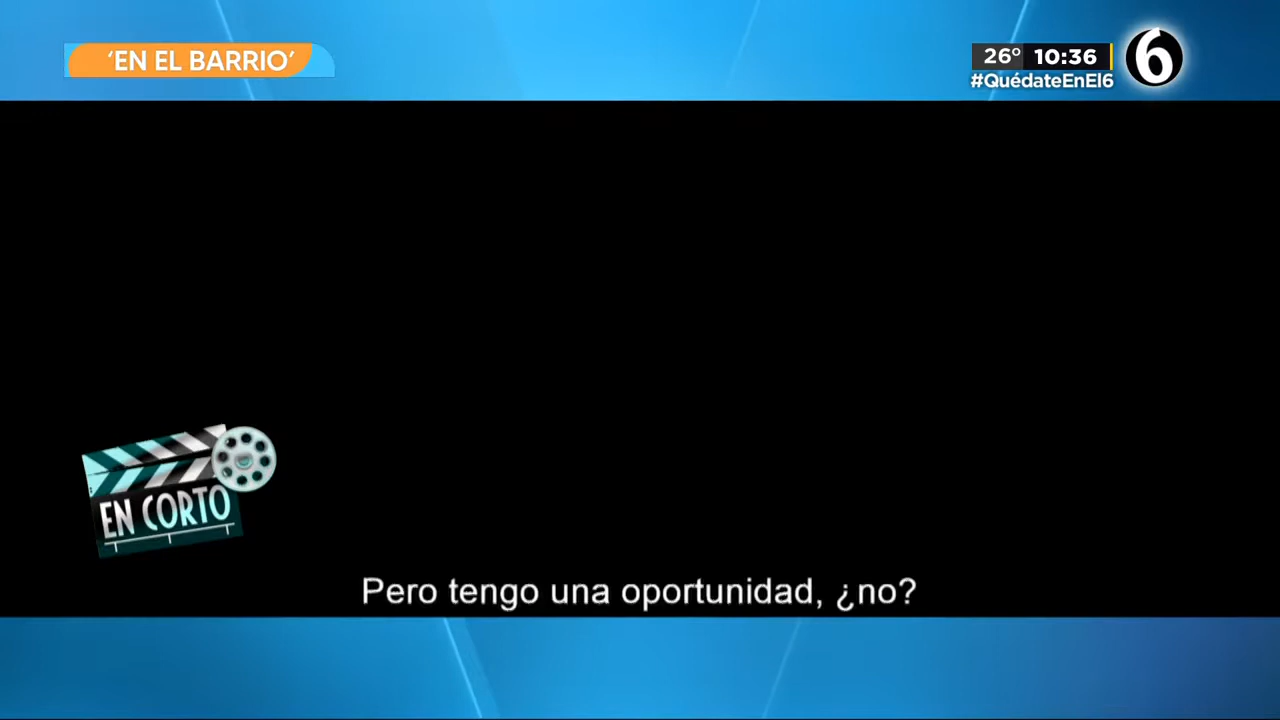 ‘EN EL BARRIO’
26° 10:36
#QuédateEnEl6
6
EN CORTO
Pero tengo una oportunidad, ¿no?